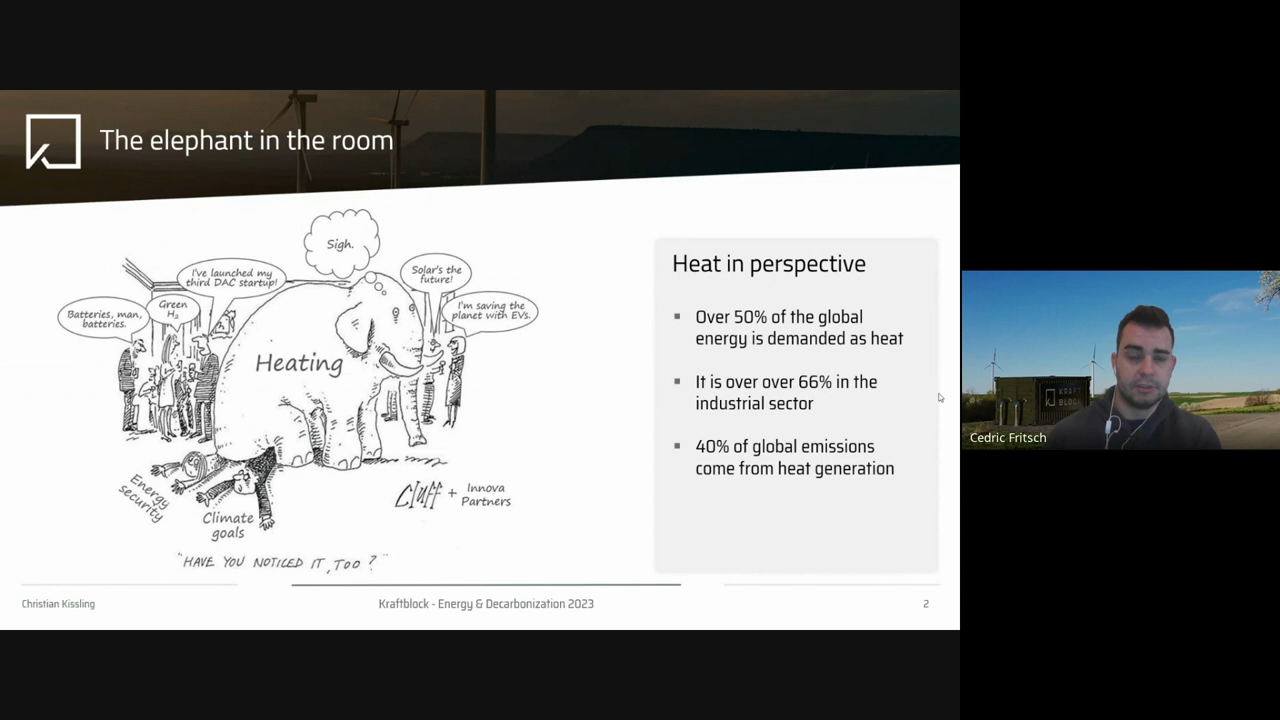 The elephant in the room
Sigh.
I've launched my
third DAC startup!
Solar's the
future!
Batteries, man,
batteries.
Green
H₂
I'm saving the
planet with EVs.
Heating
Energy
security
Climate
goals
Cluff + Innova
Partners
"HAVE YOU NOTICED IT, TOO?"
Heat in perspective
▪ Over 50% of the global
energy is demanded as heat
▪ It is over over 66% in the
industrial sector
▪ 40% of global emissions
come from heat generation
Christian Kissling
Kraftblock - Energy & Decarbonization 2023
2
KRAFT
BLOCK
Cedric Fritsch